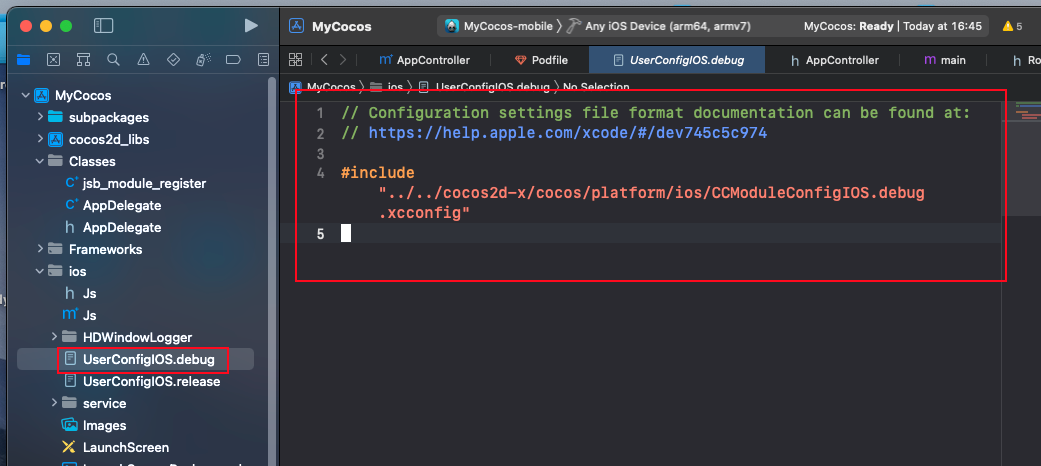 MyCocos
MyCocos-mobile
Any iOS Device (arm64, armv7)
MyCocos: Ready | Today at 16:45
5
AppController
Podfile
UserConfigIOS.debug
h AppController
m main
h
MyCocos
ios
UserConfigIOS.debug
No Selection
MyCocos
subpackages
cocos2d_libs
Classes
jsb_module_register
AppDelegate
h AppDelegate
Frameworks
ios
h Js
Js
HDWindowLogger
UserConfigIOS.debug
UserConfigIOS.release
service
Images
LaunchScreen
1 // Configuration settings file format documentation can be found at:
2 // https://help.apple.com/xcode/#/dev745c5c974
3
4 #include
"../../cocos2d-x/cocos/platform/ios/CCModuleConfigIOS.debug
.xcconfig"
5